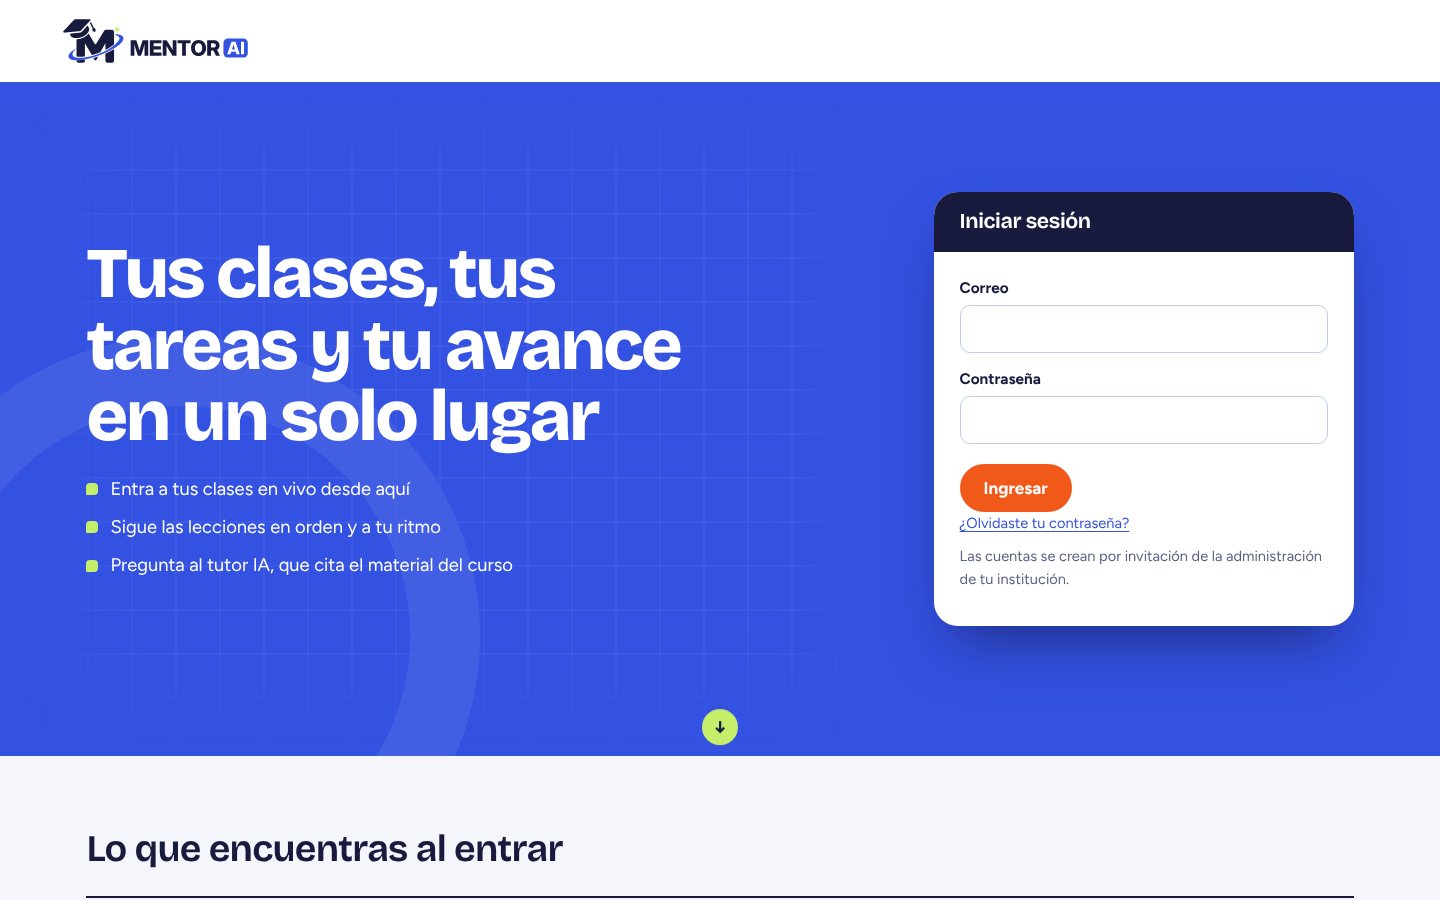 MENTOR AI
Tus clases, tus
tareas y tu avance
en un solo lugar
Entra a tus clases en vivo desde aquí
Sigue las lecciones en orden y a tu ritmo
Pregunta al tutor IA, que cita el material del curso
Iniciar sesión
Correo
Contraseña
Ingresar
¿Olvidaste tu contraseña?
Las cuentas se crean por invitación de la administración
de tu institución.
Lo que encuentras al entrar